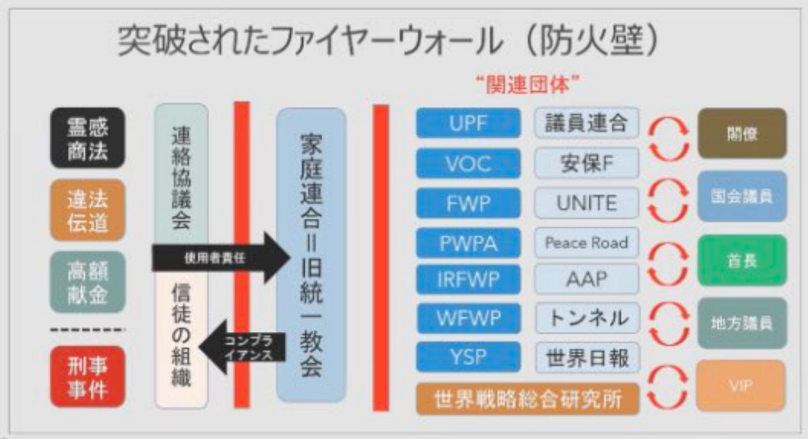 突破されたファイヤーウォール（防火壁）
“関連団体”
霊感
商法
違法
伝道
高額
献金
刑事
事件
連絡協議会
信徒の組織
使用者責任
コンプラ
イアンス
家庭連合＝旧統一教会
UPF
議員連合
VOC
安保F
FWP
UNITE
PWPA
Peace Road
IRFWP
AAP
WFWP
トンネル
YSP
世界日報
世界戦略総合研究所
閣僚
国会議員
首長
地方議員
VIP